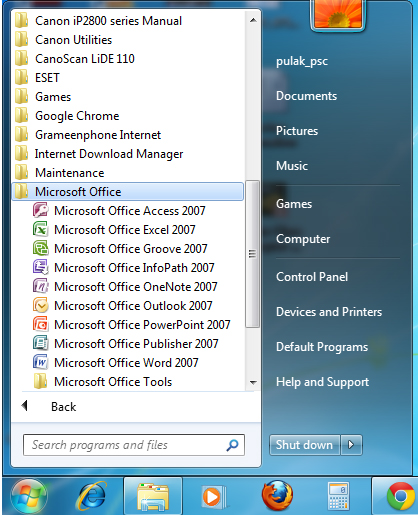 Canon iP2800 series Manual
Canon Utilities
CanoScan LiDE 110
ESET
Games
Google Chrome
Grameenphone Internet
Internet Download Manager
Maintenance
Microsoft Office
Microsoft Office Access 2007
Microsoft Office Excel 2007
Microsoft Office Groove 2007
Microsoft Office InfoPath 2007
Microsoft Office OneNote 2007
Microsoft Office Outlook 2007
Microsoft Office PowerPoint 2007
Microsoft Office Publisher 2007
Microsoft Office Word 2007
Microsoft Office Tools
Back
Search programs and files
pulak_psc
Documents
Pictures
Music
Games
Computer
Control Panel
Devices and Printers
Default Programs
Help and Support
Shut down